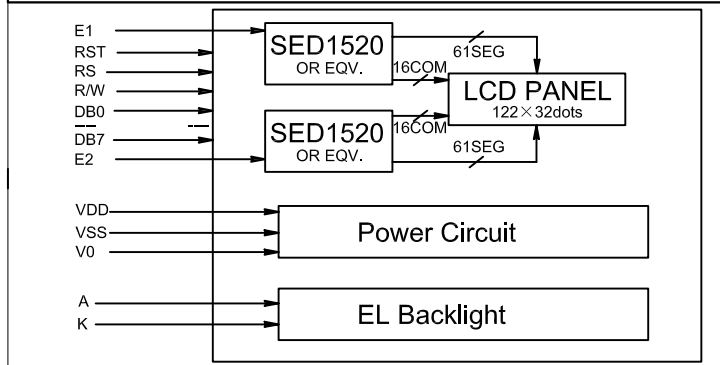 E1
RST
RS
R/W
DB0
DB7
E2
SED1520
OR EQV.
61SEG
16COM
LCD PANEL
122×32dots
SED1520
OR EQV.
16COM
61SEG
VDD
VSS
V0
Power Circuit
A
K
EL Backlight